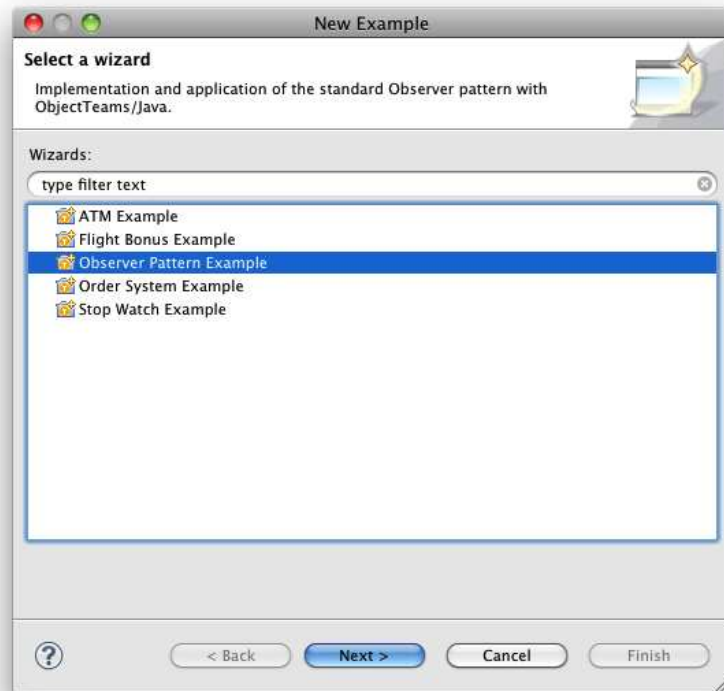 New Example
Select a wizard
Implementation and application of the standard Observer pattern with
ObjectTeams/Java.
Wizards:
type filter text
ATM Example
Flight Bonus Example
Observer Pattern Example
Order System Example
Stop Watch Example
? < Back Next > Cancel Finish